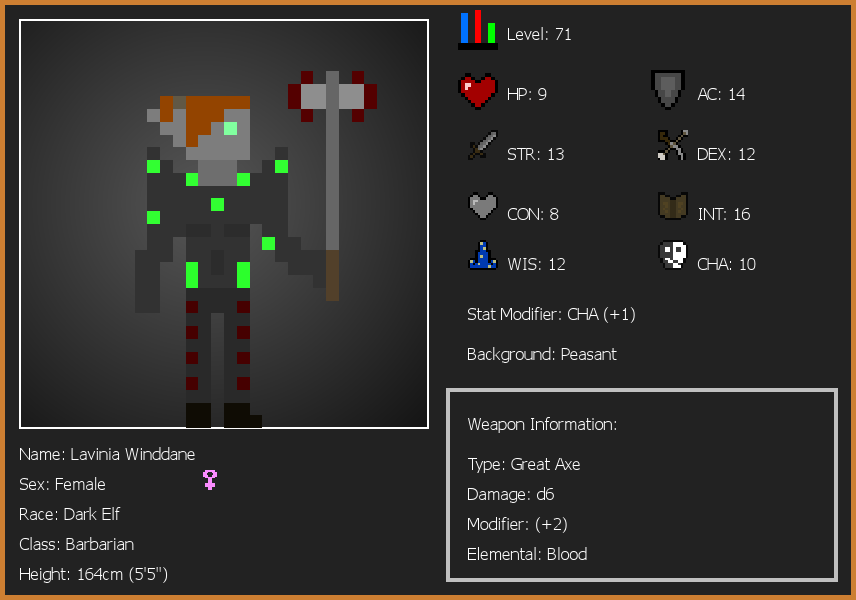 Level: 71
HP: 9
AC: 14
STR: 13
DEX: 12
CON: 8
INT: 16
WIS: 12
CHA: 10
Stat Modifier: CHA (+1)
Background: Peasant
Weapon Information:
Type: Great Axe
Damage: d6
Modifier: (+2)
Elemental: Blood
Name: Lavinia Winddane
Sex: Female
Race: Dark Elf
Class: Barbarian
Height: 164cm (5'5")